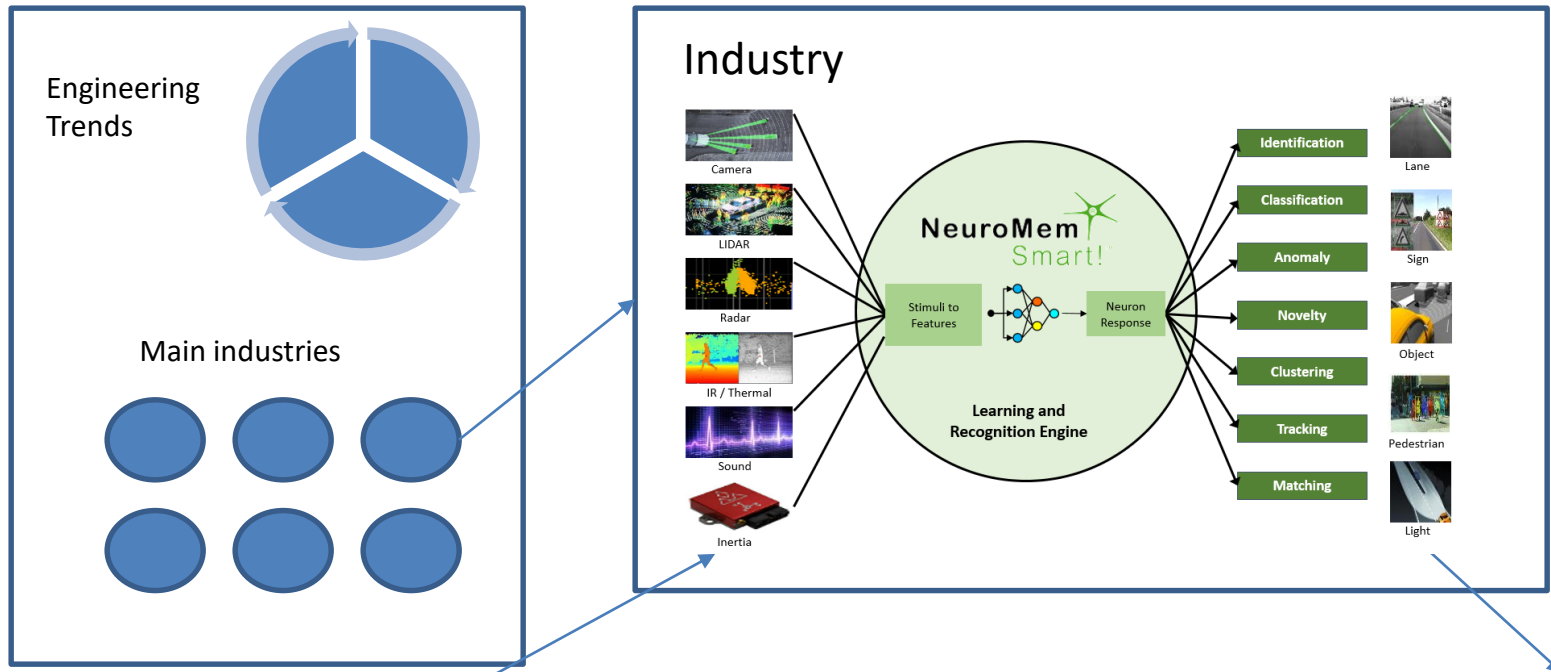 Engineering
Trends
Main industries
Industry
Camera
LIDAR
Radar
IR / Thermal
Sound
Inertia
NeuroMem
Smart!
Stimuli to
Features
Neuron
Response
Learning and
Recognition Engine
Identification
Classification
Anomaly
Novelty
Clustering
Tracking
Matching
Lane
Sign
Object
Pedestrian
Light